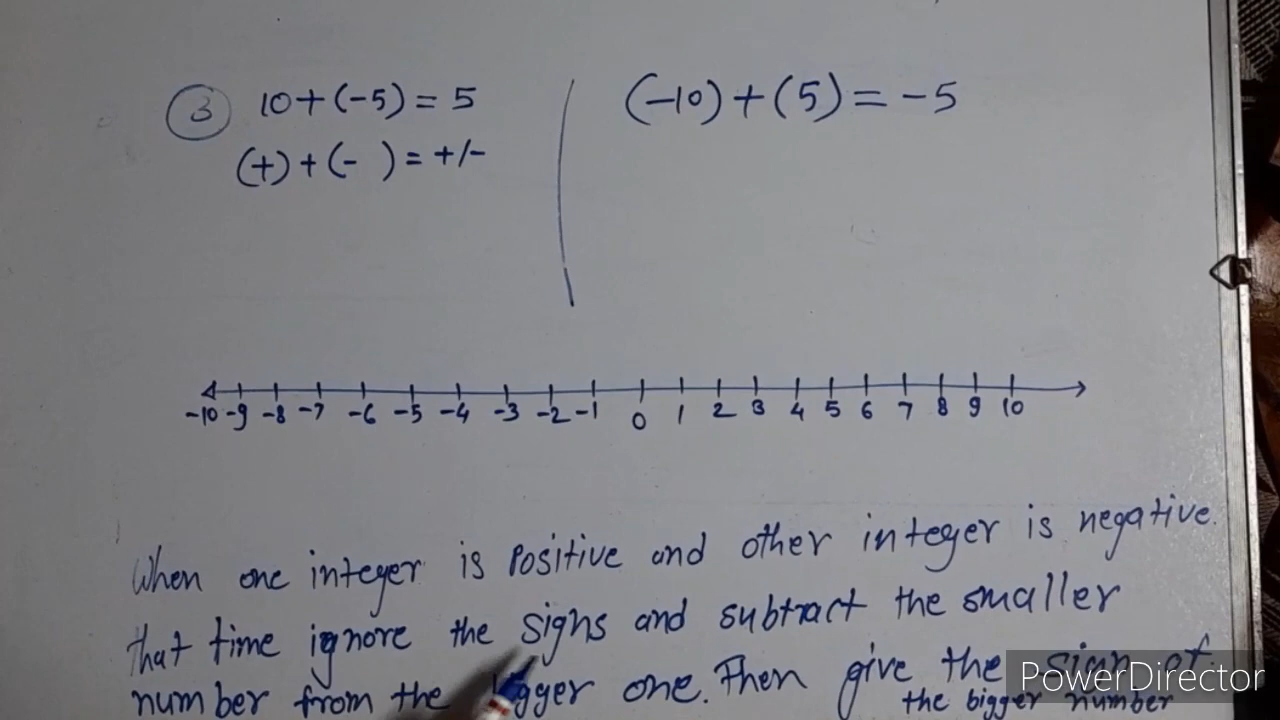 3 10+(-5) = 5
(+)+(- ) = +/-
(-10)+(5) = -5
-10 -9 -8 -7 -6 -5 -4 -3 -2 -1 0 1 2 3 4 5 6 7 8 9 10
When one integer is Positive and other integer is negative.
that time ignore the signs and subtract the smaller
number from the bigger one. Then give the sign of
the bigger number
PowerDirector